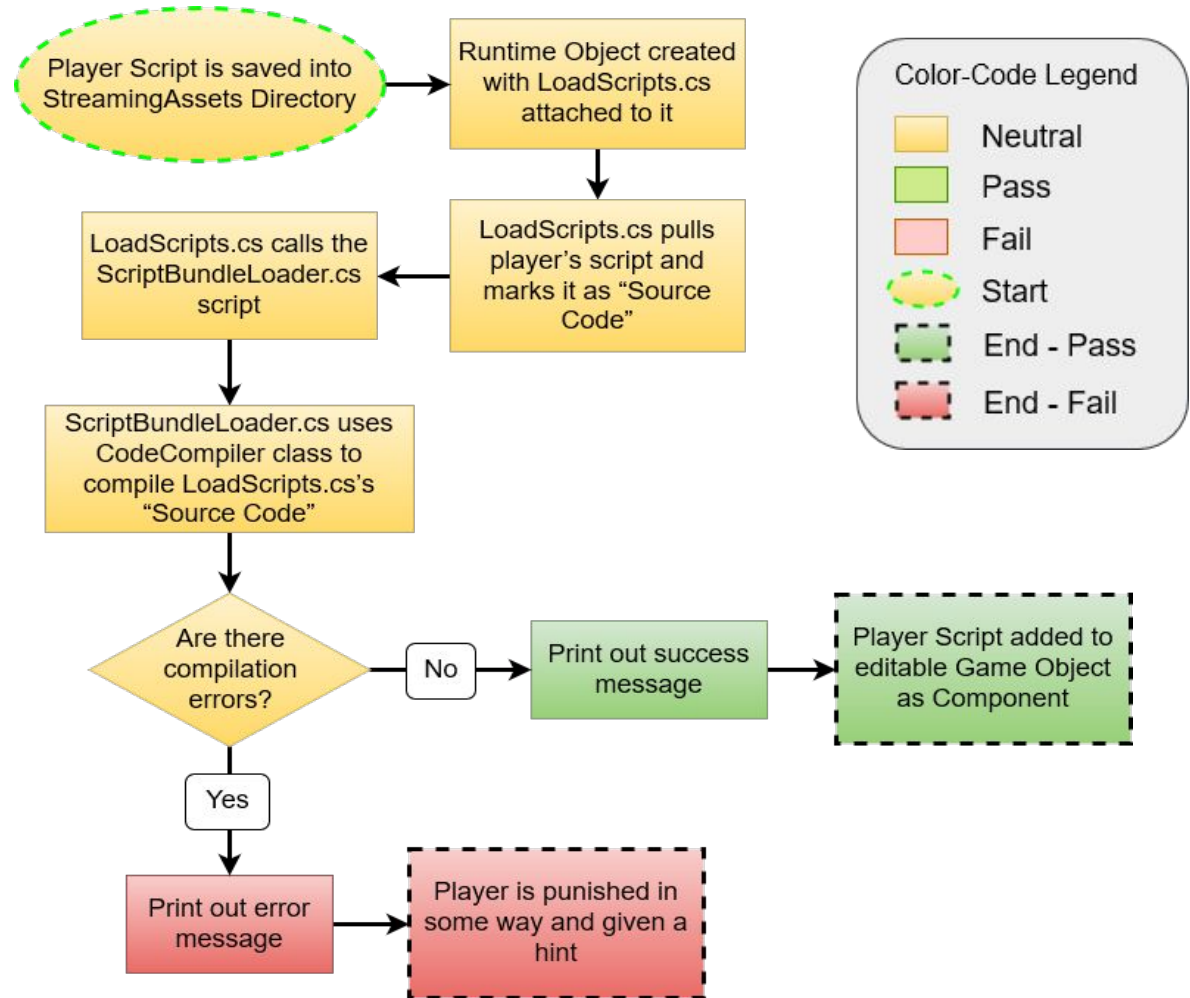 Player Script is saved into
StreamingAssets Directory
Runtime Object created
with LoadScripts.cs
attached to it
LoadScripts.cs pulls
player’s script and
marks it as “Source
Code”
LoadScripts.cs calls the
ScriptBundleLoader.cs
script
ScriptBundleLoader.cs uses
CodeCompiler class to
compile LoadScripts.cs’s
“Source Code”
Are there
compilation
errors?
No
Print out success
message
Player Script added to
editable Game Object
as Component
Yes
Print out error
message
Player is punished in
some way and given a
hint
Color-Code Legend
Neutral
Pass
Fail
Start
End - Pass
End - Fail